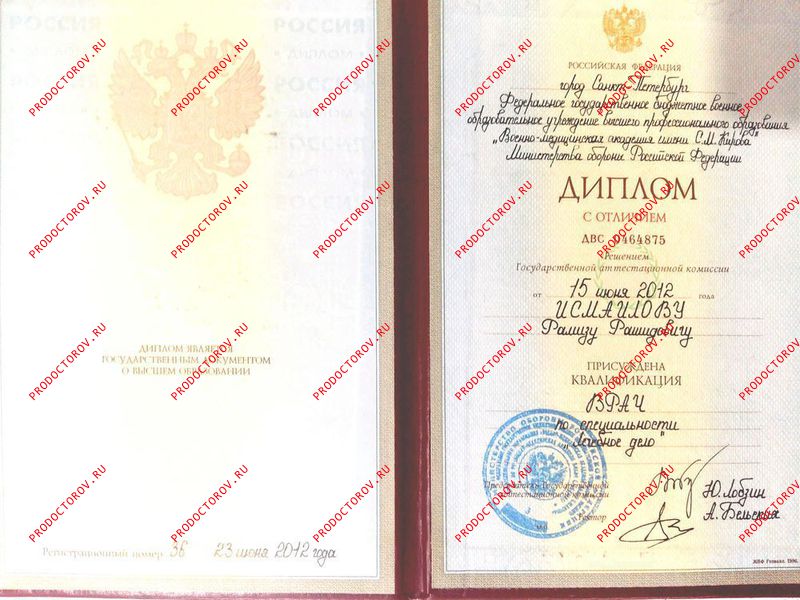 ДИПЛОМ ЯВЛЯЕТСЯ
ГОСУДАРСТВЕННЫМ ДОКУМЕНТОМ
О ВЫСШЕМ ОБРАЗОВАНИИ
Регистрационный номер 36 23 июня 2012 года
РОССИЙСКАЯ ФЕДЕРАЦИЯ
город Санкт-Петербург
Федеральное государственное бюджетное военное
образовательное учреждение высшего профессионального образования
"Военно-медицинская академия имени С.М. Кирова"
Министерства обороны Российской Федерации
ДИПЛОМ
С ОТЛИЧИЕМ
ДВС 0464875
Решением
Государственной аттестационной комиссии
от 15 июня 2012 года
ИСМАИЛОВУ
Рамизу Рашидовичу
ПРИСУЖДЕНА
КВАЛИФИКАЦИЯ
ВРАЧ
по специальности
"Лечебное дело"
Председатель Государственной
аттестационной комиссии Ю. Лобзин
Ректор А. Бельских
PRODOCTOROV.RU